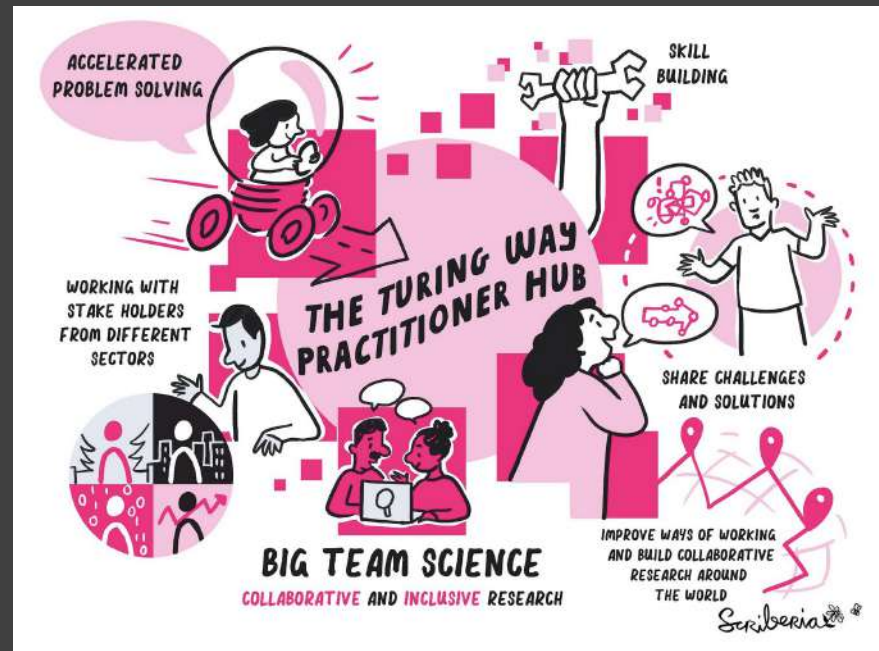 ACCELERATED
PROBLEM SOLVING
SKILL
BUILDING
THE TURING WAY
PRACTITIONER HUB
WORKING WITH
STAKE HOLDERS
FROM DIFFERENT
SECTORS
SHARE CHALLENGES
AND SOLUTIONS
BIG TEAM SCIENCE
COLLABORATIVE AND INCLUSIVE RESEARCH
IMPROVE WAYS OF WORKING
AND BUILD COLLABORATIVE
RESEARCH AROUND
THE WORLD
Scriberia